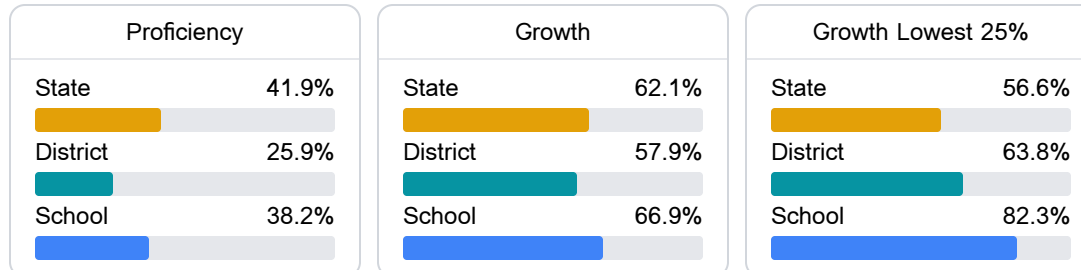 Proficiency
State 41.9%
District 25.9%
School 38.2%
Growth
State 62.1%
District 57.9%
School 66.9%
Growth Lowest 25%
State 56.6%
District 63.8%
School 82.3%